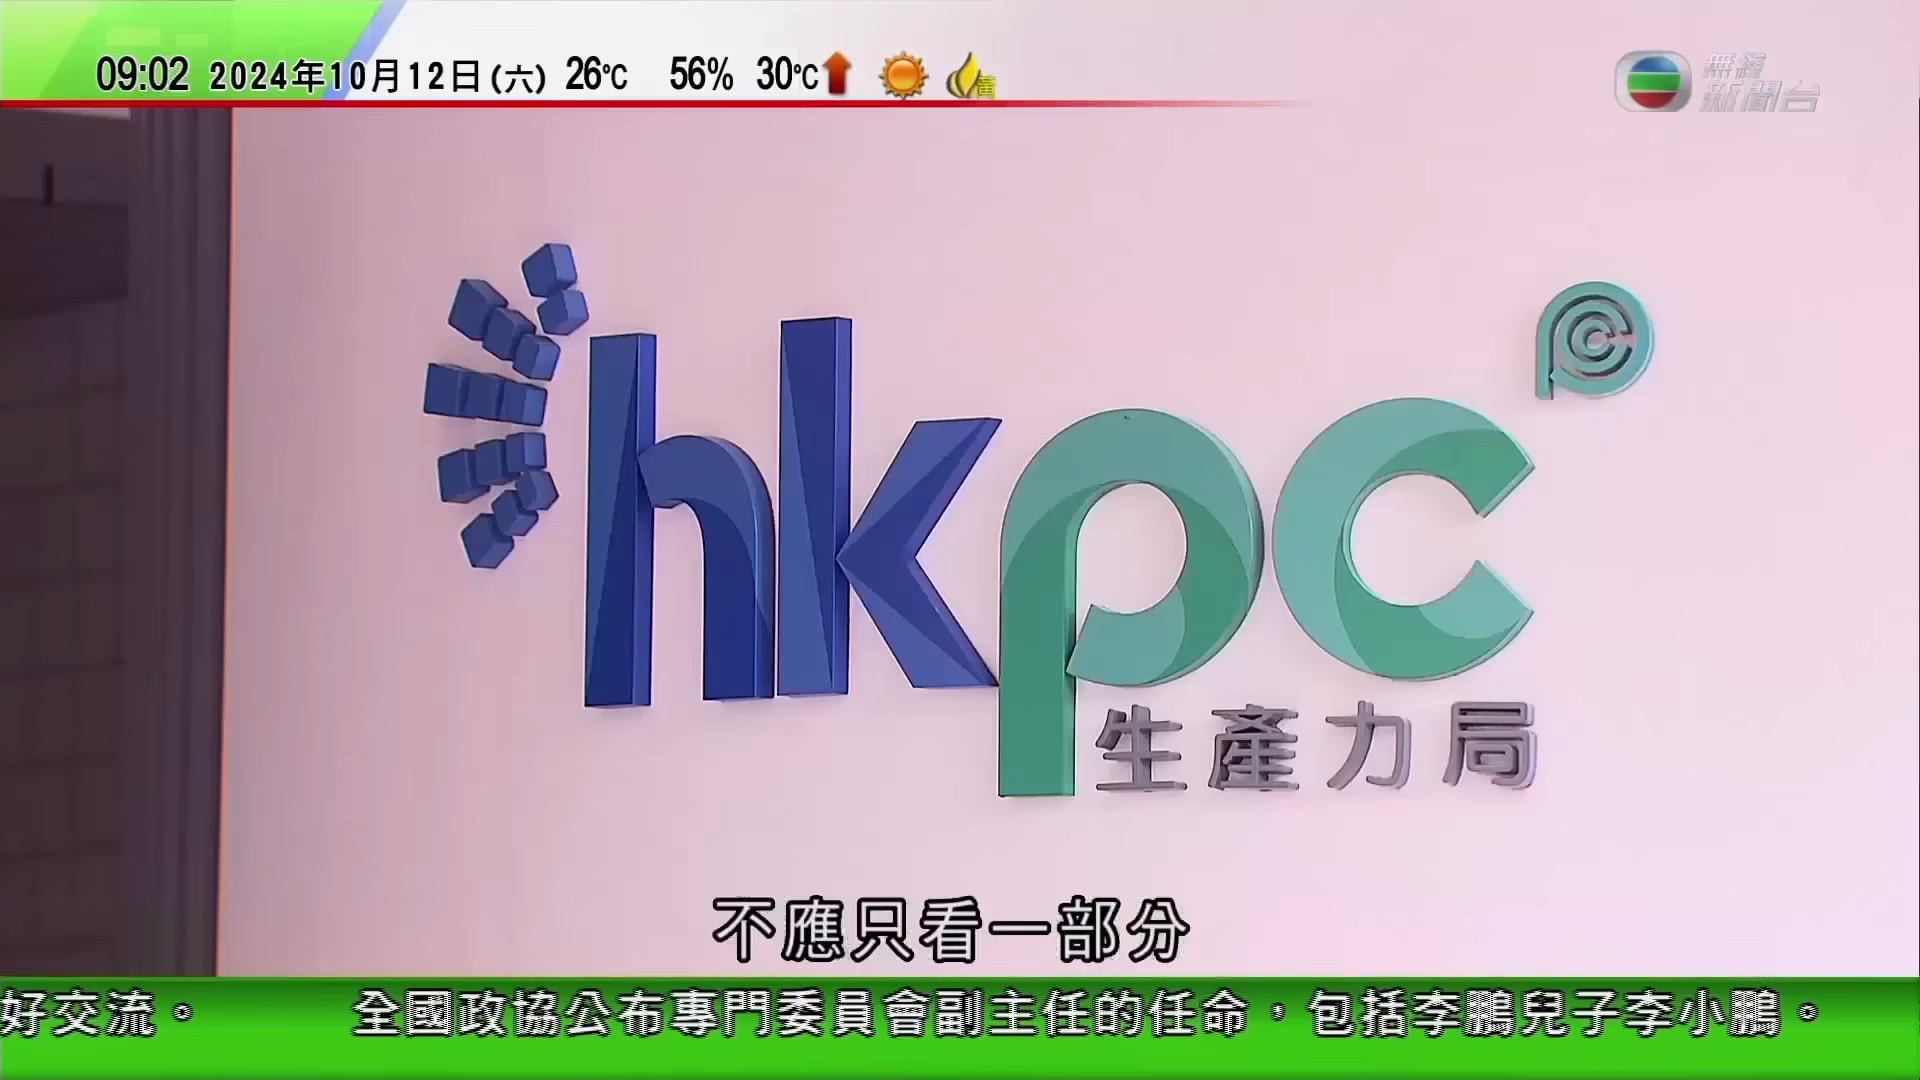 09:02 2024年10月12日(六) 26℃ 56% 30℃
黃
無綫
新聞台
hkpc
生產力局
不應只看一部分
好交流。 全國政協公布專門委員會副主任的任命，包括李鵬兒子李小鵬。